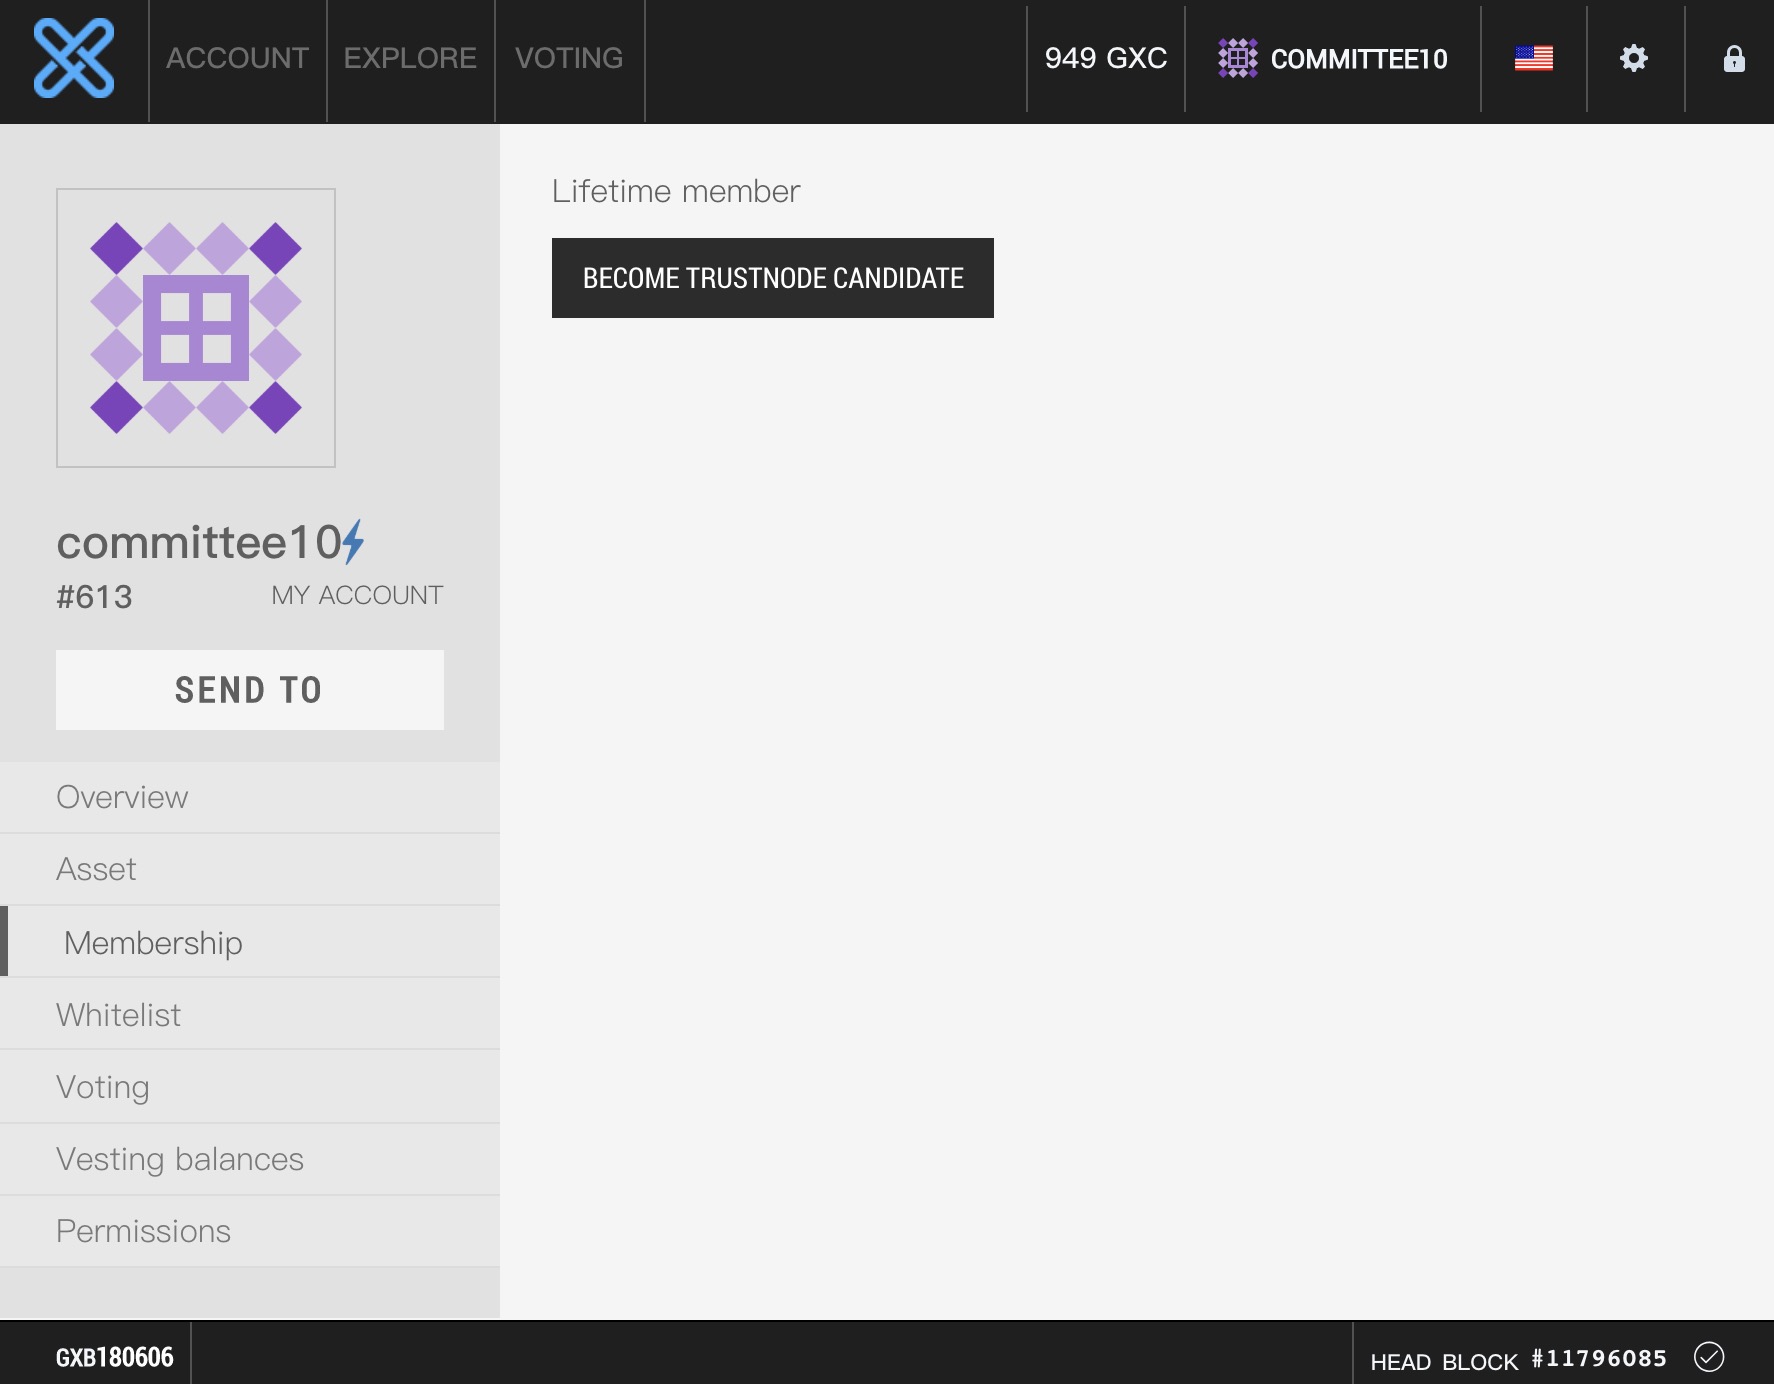 ACCOUNT EXPLORE VOTING 949 GXC COMMITTEE10
committee10
#613 MY ACCOUNT
SEND TO
Overview
Asset
Membership
Whitelist
Voting
Vesting balances
Permissions
Lifetime member
BECOME TRUSTNODE CANDIDATE
GXB180606 HEAD BLOCK #11796085